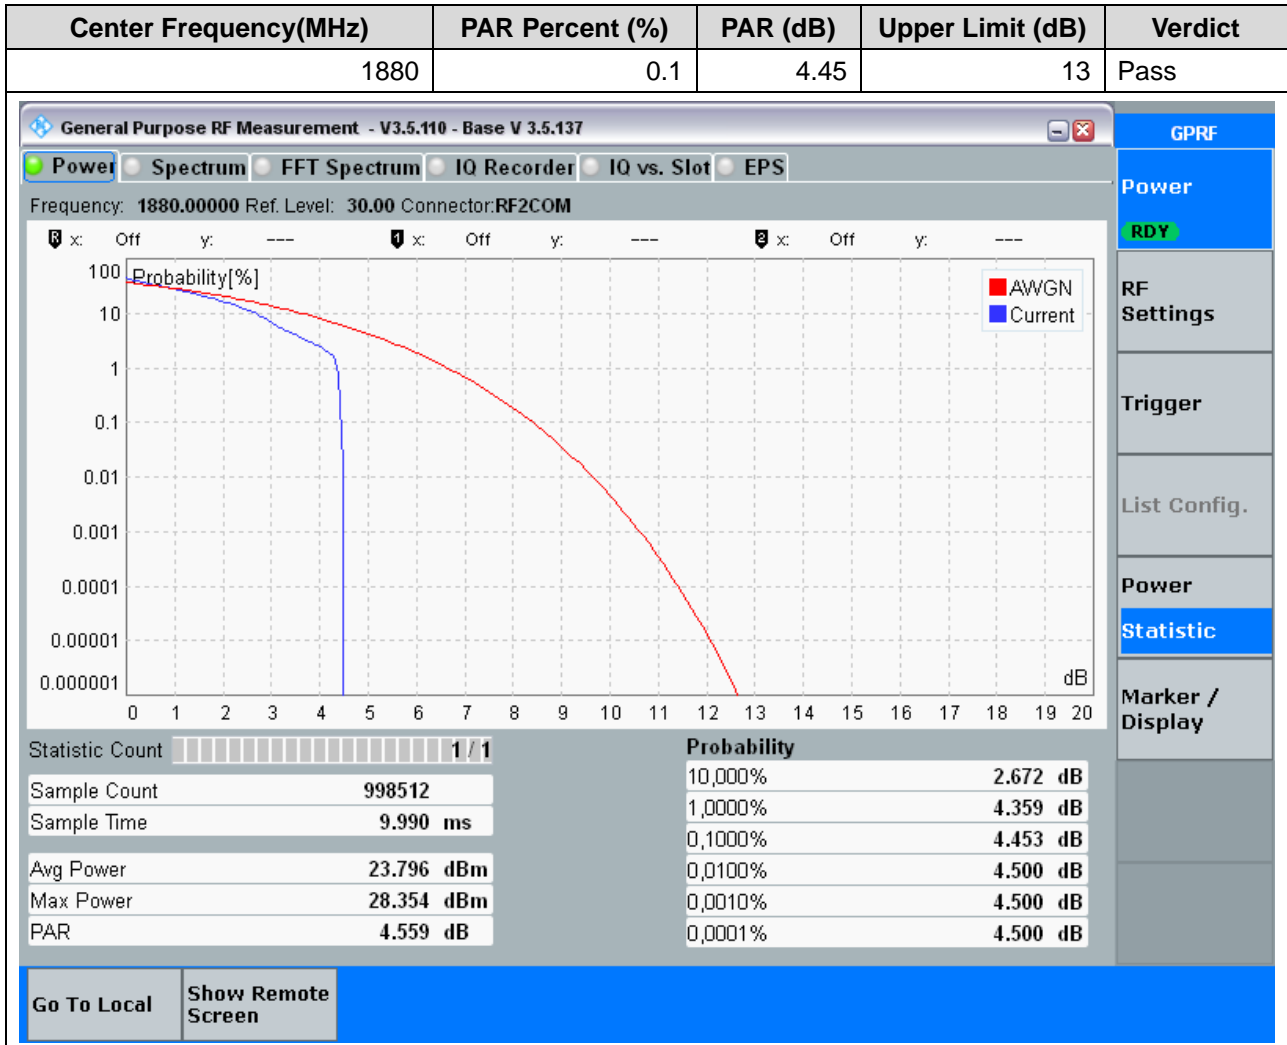 Center Frequency(MHz) PAR Percent (%) PAR (dB) Upper Limit (dB) Verdict
1880 0.1 4.45 13 Pass
General Purpose RF Measurement - V3.5.110 - Base V 3.5.137
GPRF
Power Spectrum FFT Spectrum IQ Recorder IQ vs. Slot EPS
Frequency: 1880.00000 Ref. Level: 30.00 Connector:RF2COM
R x: Off y: --- 1 x: Off y: --- 2 x: Off y: ---
Probability[%]
100
10
1
0.1
0.01
0.001
0.0001
0.00001
0.000001
AWGN
Current
dB
0 1 2 3 4 5 6 7 8 9 10 11 12 13 14 15 16 17 18 19 20
Statistic Count 1 / 1
Sample Count 998512
Sample Time 9.990 ms
Avg Power 23.796 dBm
Max Power 28.354 dBm
PAR 4.559 dB
Probability
10,000% 2.672 dB
1,0000% 4.359 dB
0,1000% 4.453 dB
0,0100% 4.500 dB
0,0010% 4.500 dB
0,0001% 4.500 dB
Power
RDY
RF
Settings
Trigger
List Config.
Power
Statistic
Marker /
Display
Go To Local
Show Remote
Screen